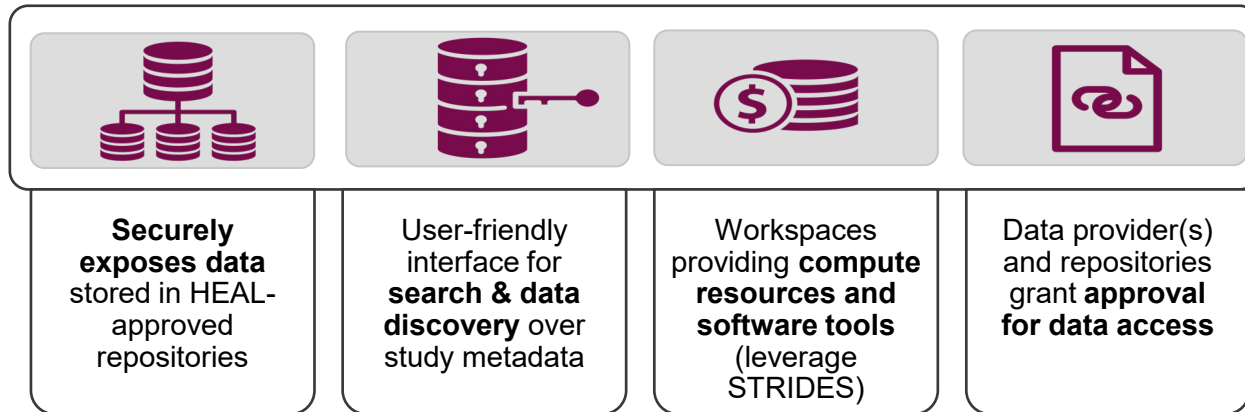 $
Securely
exposes data
stored in HEAL-
approved
repositories
User-friendly
interface for
search & data
discovery over
study metadata
Workspaces
providing compute
resources and
software tools
(leverage
STRIDES)
Data provider(s)
and repositories
grant approval
for data access